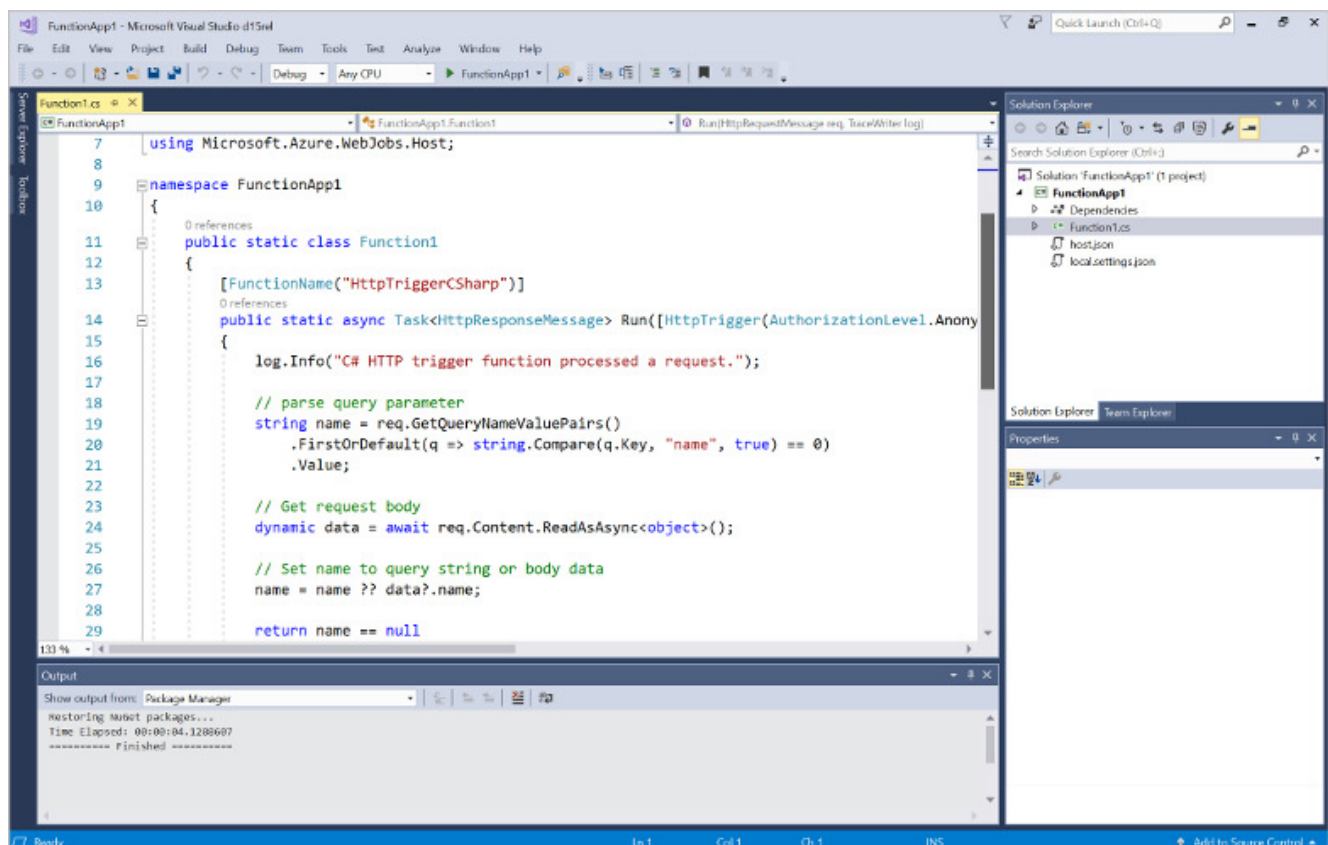 FunctionApp1 - Microsoft Visual Studio d15rel
Quick Launch (Ctrl+Q)
File Edit View Project Build Debug Team Tools Test Analyze Window Help
Debug Any CPU FunctionApp1
Server Explorer
Toolbox
Function1.cs
FunctionApp1 FunctionApp1.Function1 Run(HttpRequestMessage req, TraceWriter log)
7 using Microsoft.Azure.WebJobs.Host;
8
9 namespace FunctionApp1
10 {
0 references
11 public static class Function1
12 {
13 [FunctionName("HttpTriggerCSharp")]
0 references
14 public static async Task<HttpResponseMessage> Run([HttpTrigger(AuthorizationLevel.Anony
15 {
16 log.Info("C# HTTP trigger function processed a request.");
17
18 // parse query parameter
19 string name = req.GetQueryNameValuePairs()
20 .FirstOrDefault(q => string.Compare(q.Key, "name", true) == 0)
21 .Value;
22
23 // Get request body
24 dynamic data = await req.Content.ReadAsAsync<object>();
25
26 // Set name to query string or body data
27 name = name ?? data?.name;
28
29 return name == null
133 %
Output
Show output from: Package Manager
Restoring NuGet packages...
Time Elapsed: 00:00:04.1288607
========== Finished ==========
Solution Explorer
Search Solution Explorer (Ctrl+;)
Solution 'FunctionApp1' (1 project)
FunctionApp1
Dependencies
Function1.cs
host.json
local.settings.json
Solution Explorer Team Explorer
Properties
Ready Ln 1 Col 1 Ch 1 INS Add to Source Control